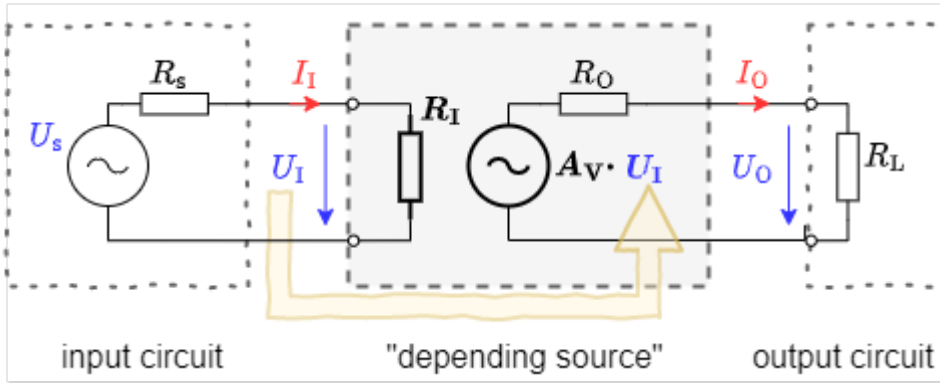 R_s I_I R_I R_O I_O
U_s U_I A_V · U_I U_O R_L
input circuit "depending source" output circuit